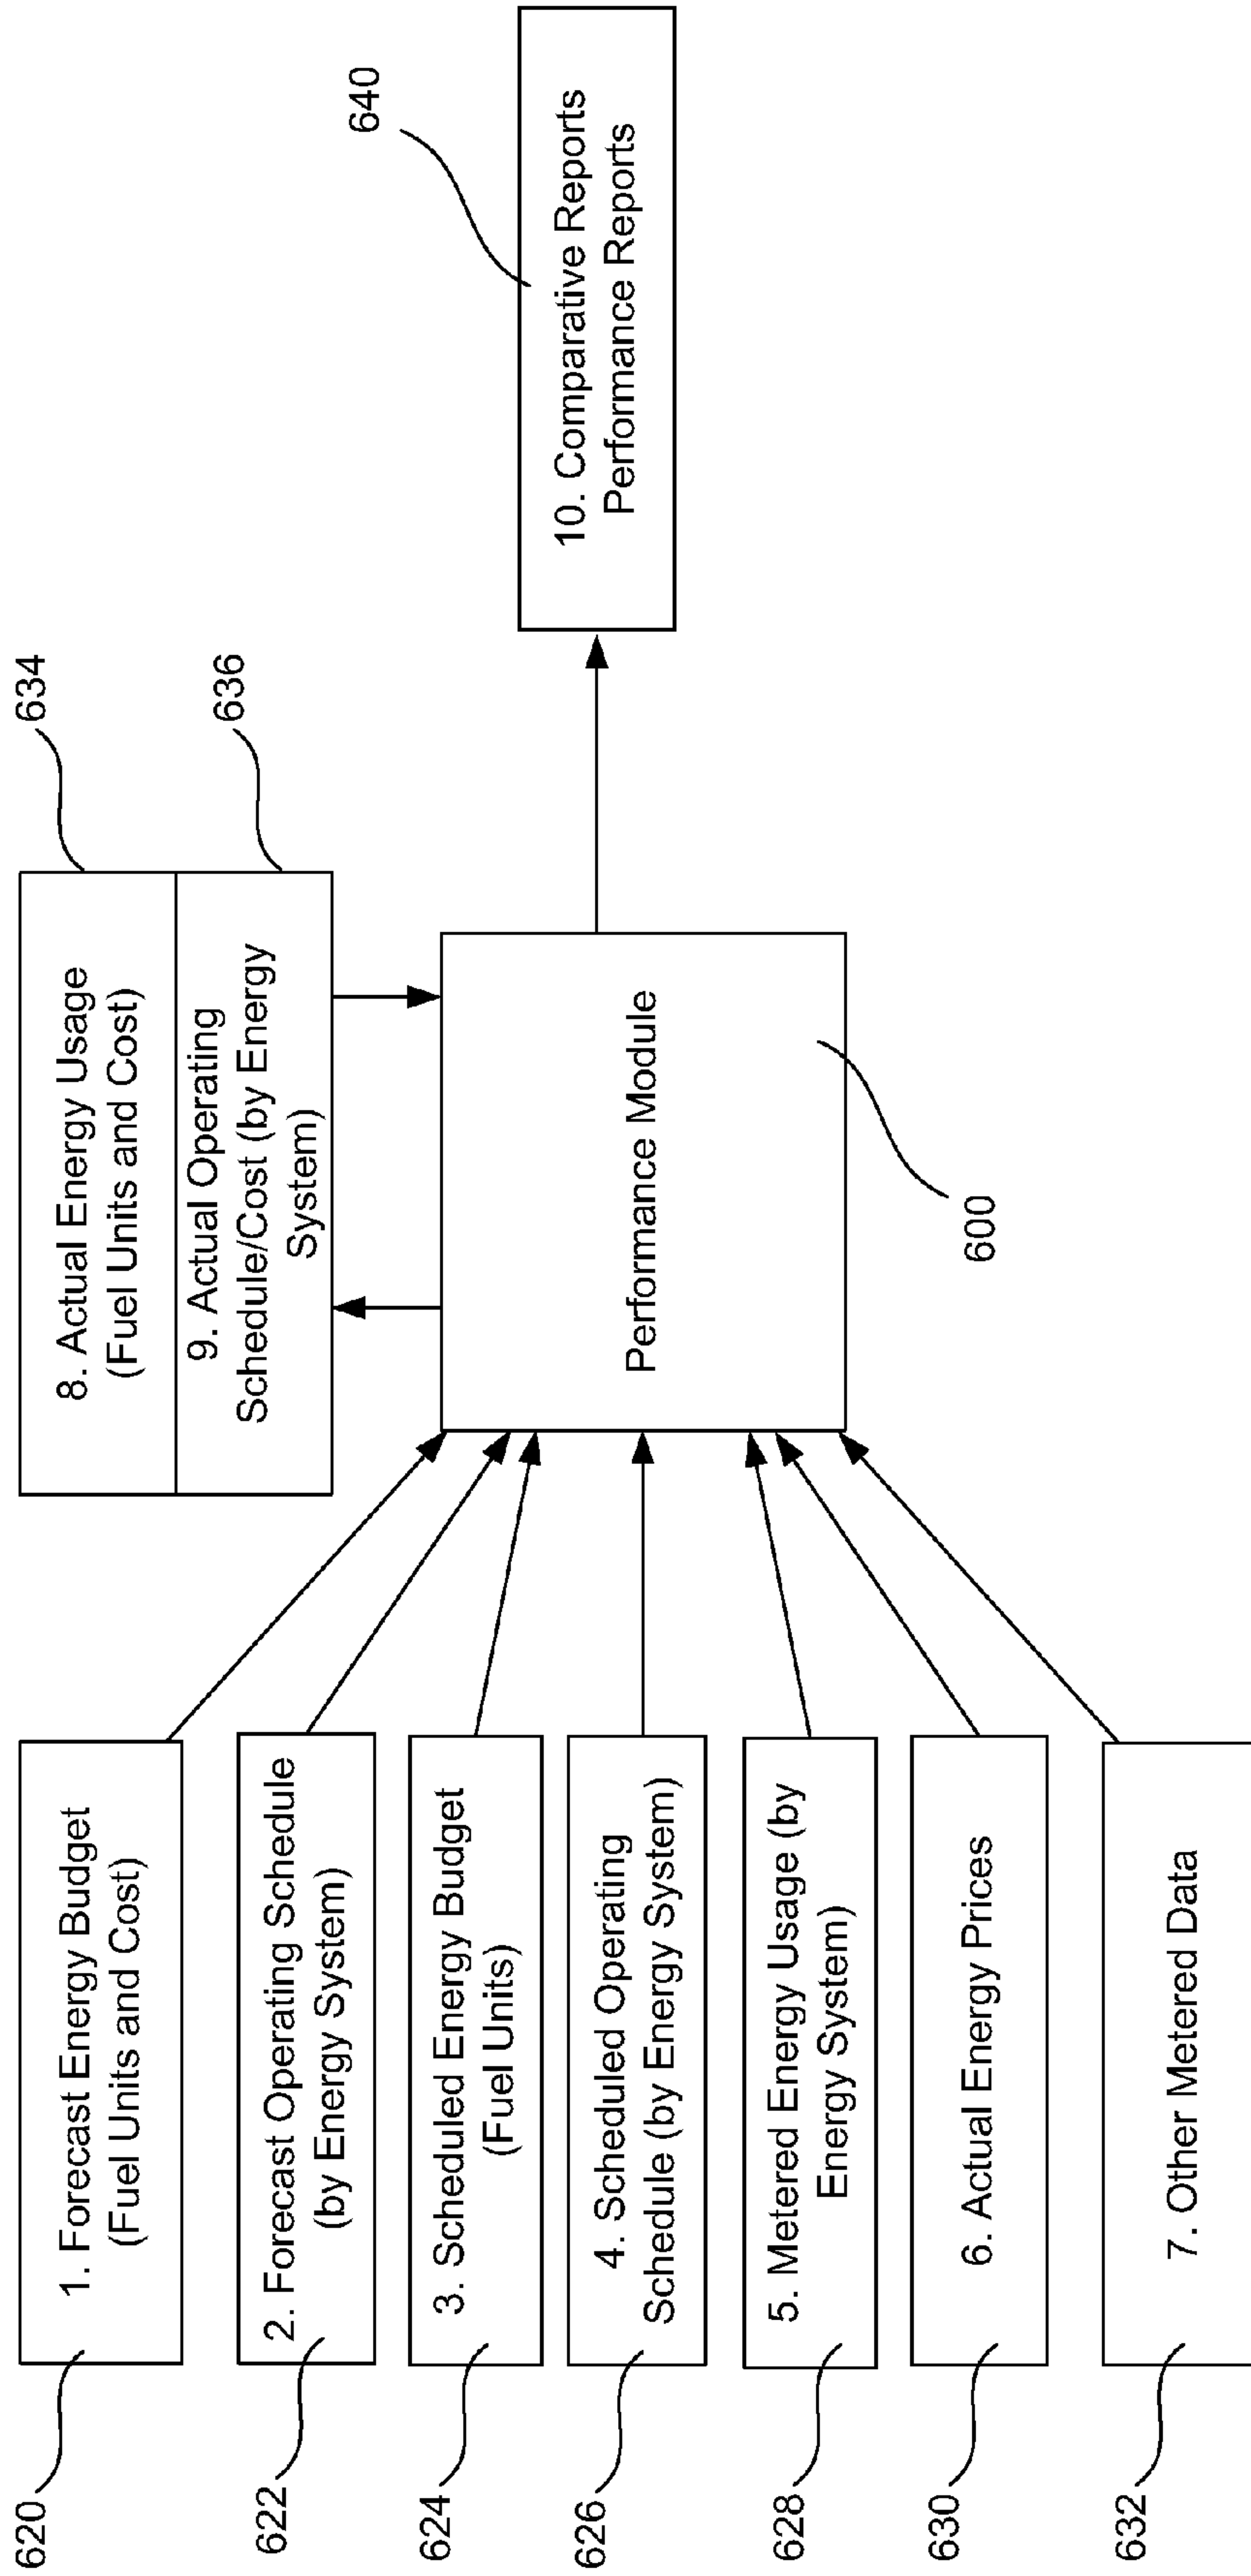 620
1. Forecast Energy Budget
(Fuel Units and Cost)
622
2. Forecast Operating Schedule
(by Energy System)
624
3. Scheduled Energy Budget
(Fuel Units)
626
4. Scheduled Operating
Schedule (by Energy System)
628
5. Metered Energy Usage (by
Energy System)
630
6. Actual Energy Prices
632
7. Other Metered Data
8. Actual Energy Usage
(Fuel Units and Cost)
634
9. Actual Operating
Schedule/Cost (by Energy
System)
636
Performance Module
600
640
10. Comparative Reports
Performance Reports